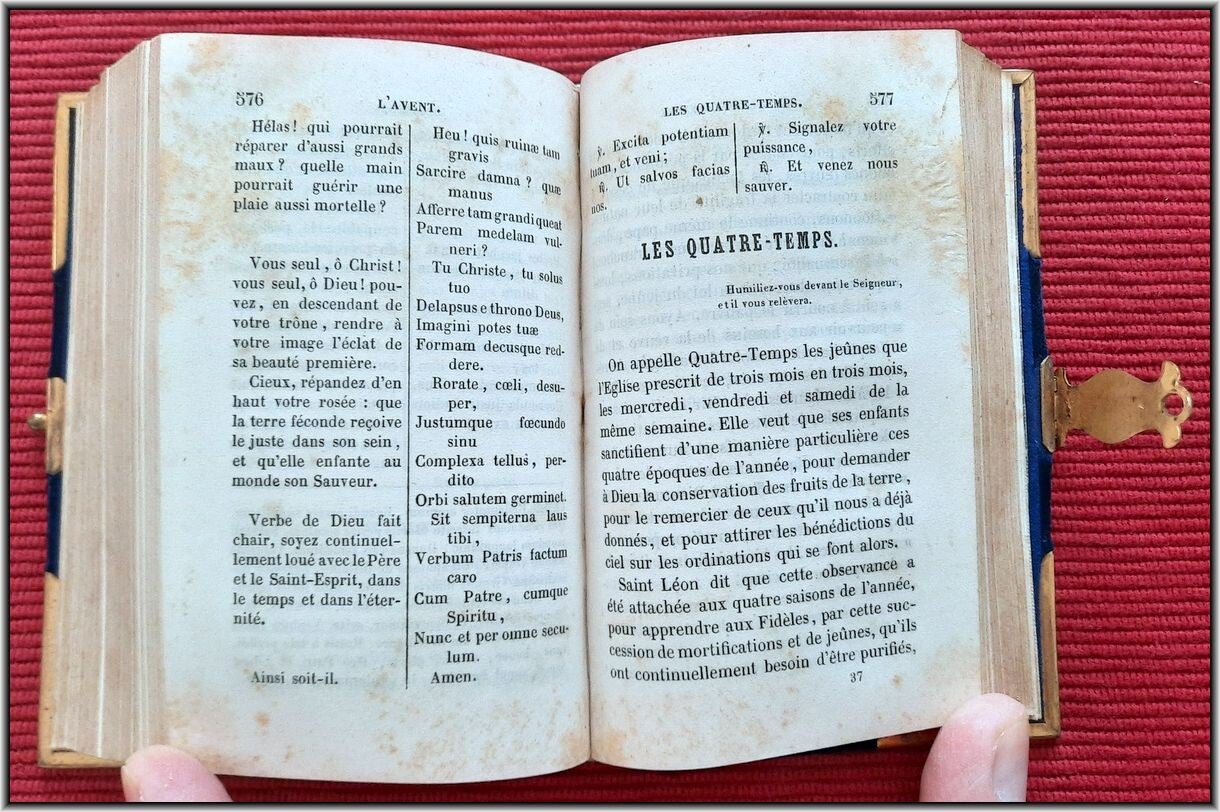 576
L'AVENT.
Hélas! qui pourrait
réparer d'aussi grands
maux? quelle main
pourrait guérir une
plaie aussi mortelle?
Vous seul, ô Christ!
vous seul, ô Dieu! pou-
vez, en descendant de
votre trône, rendre à
votre image l'éclat de
sa beauté première.
Cieux, répandez d'en
haut votre rosée : que
la terre féconde reçoive
le juste dans son sein,
et qu'elle enfante au
monde son Sauveur.
Verbe de Dieu fait
chair, soyez continuel-
lement loué avec le Père
et le Saint-Esprit, dans
le temps et dans l'éter-
nité.
Ainsi soit-il.
Heu! quis ruinæ tam
gravis
Sarcire damna? quæ
manus
Afferre tam grandi queat
Parem medelam vul-
neri?
Tu Christe, tu solus
tuo
Delapsus e throno Deus,
Imagini potes tuæ
Formam decusque red-
dere.
Rorate, cœli, desu-
per,
Justumque fœcundo
sinu
Complexa tellus, per-
dito
Orbi salutem germinet.
Sit sempiterna laus
tibi,
Verbum Patris factum
caro
Cum Patre, cumque
Spiritu,
Nunc et per omne secu-
lum.
Amen.
LES QUATRE-TEMPS.
577
℣. Excita potentiam
tuam, et veni;
℟. Ut salvos facias
nos.
℣. Signalez votre
puissance,
℟. Et venez nous
sauver.
LES QUATRE-TEMPS.
Humiliez-vous devant le Seigneur,
et il vous relèvera.
On appelle Quatre-Temps les jeûnes que
l'Eglise prescrit de trois mois en trois mois,
les mercredi, vendredi et samedi de la
même semaine. Elle veut que ses enfants
sanctifient d'une manière particulière ces
quatre époques de l'année, pour demander
à Dieu la conservation des fruits de la terre,
pour le remercier de ceux qu'il nous a déjà
donnés, et pour attirer les bénédictions du
ciel sur les ordinations qui se font alors.
Saint Léon dit que cette observance a
été attachée aux quatre saisons de l'année,
pour apprendre aux Fidèles, par cette suc-
cession de mortifications et de jeûnes, qu'ils
ont continuellement besoin d'être purifiés,
37